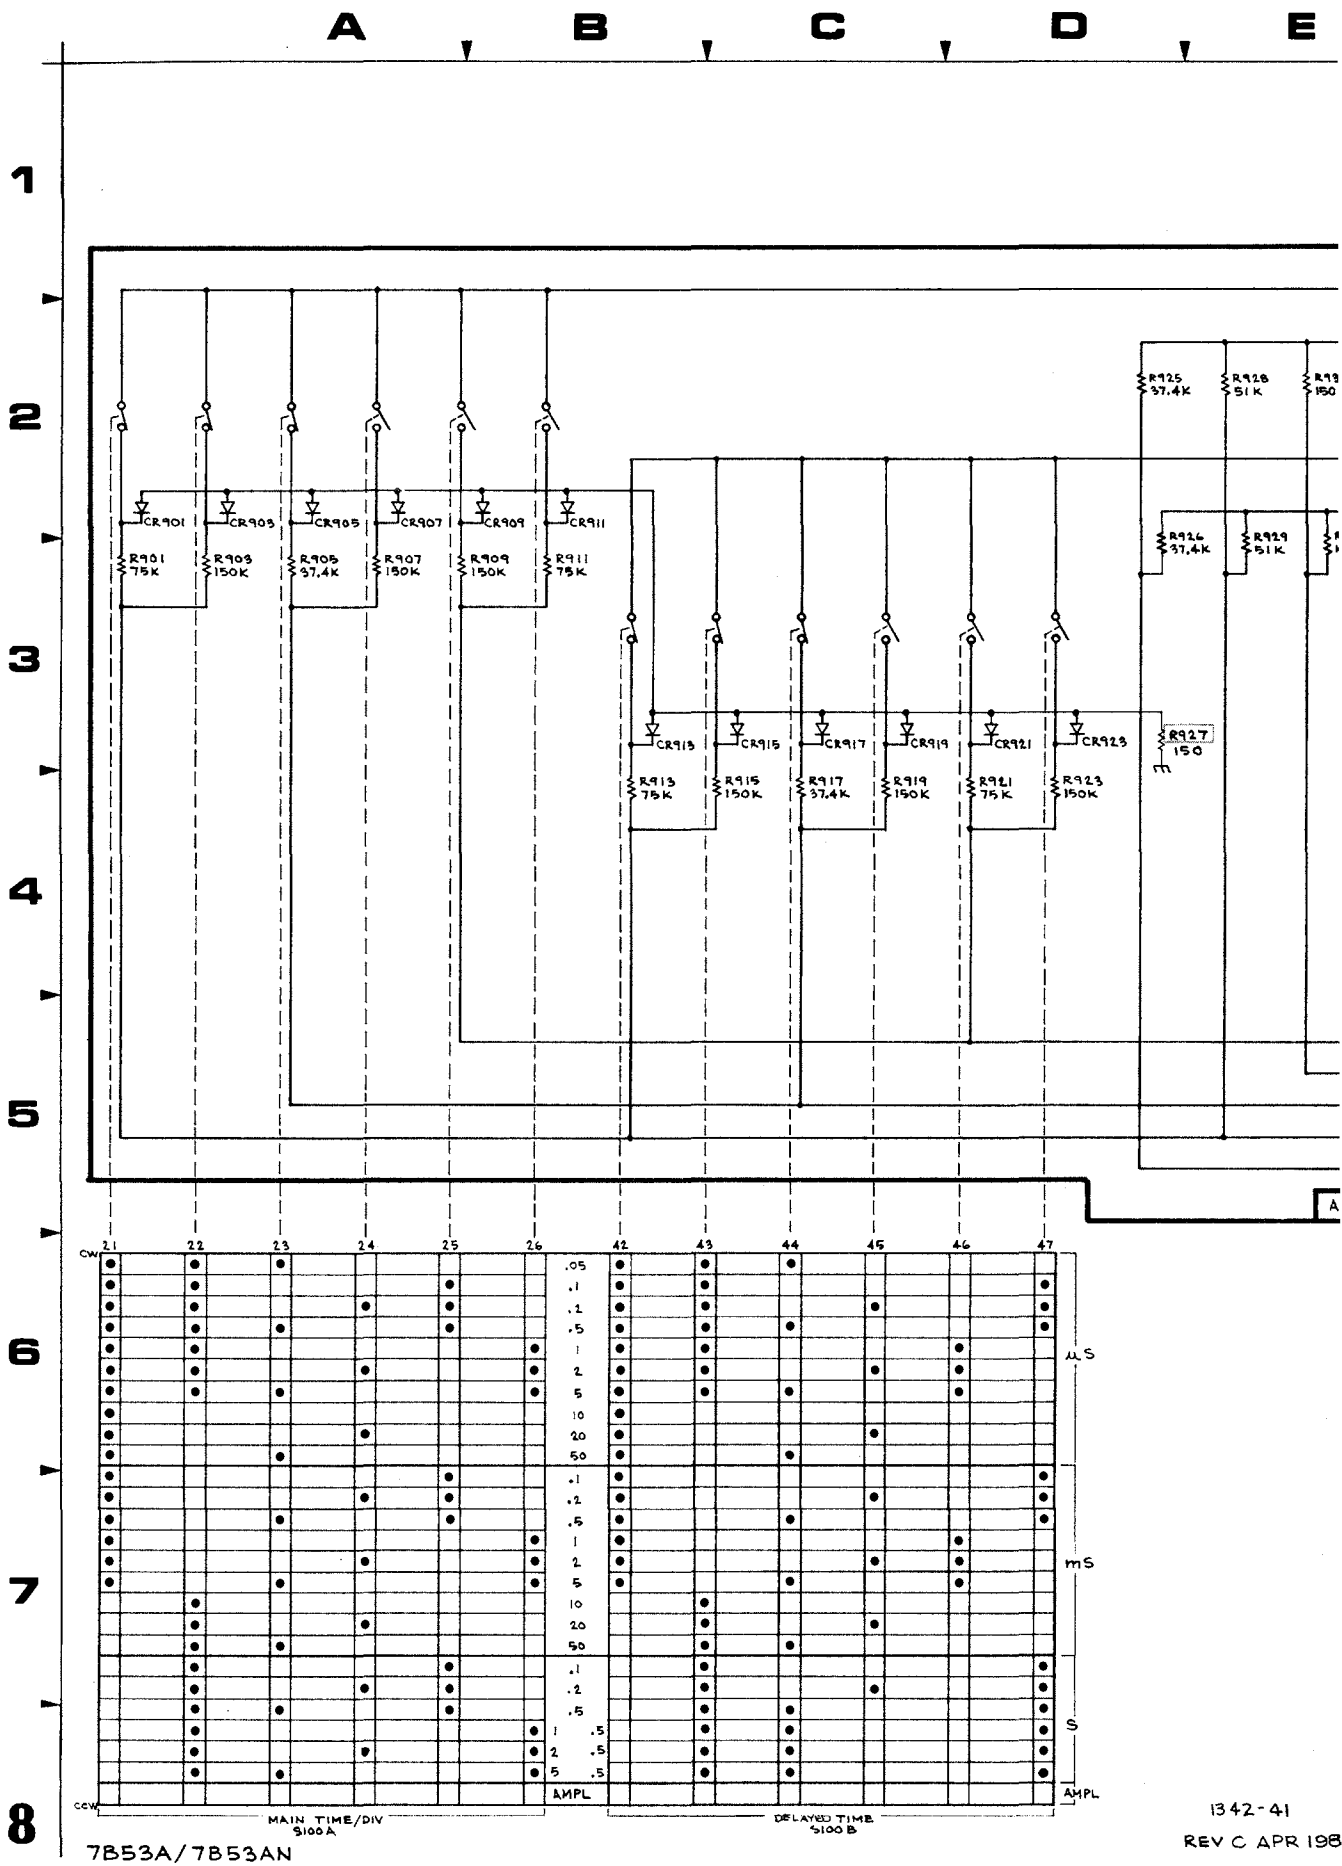 A B C D E
1
R925 37.4K
R928 51K
2
CR901 CR903 CR905 CR907 CR909 CR911
R901 75K
R903 150K
R905 37.4K
R907 150K
R909 150K
R911 75K
R926 37.4K
R929 51K
3
CR913 CR915 CR917 CR919 CR921 CR923
R927 150
R913 75K
R915 150K
R917 37.4K
R919 150K
R921 75K
R923 150K
4
5
A
CW 21 22 23 24 25 26 42 43 44 45 46 47
.05
.1
.2
.5
6
1
μS
2
5
10
20
50
.1
.2
.5
1
2
mS
5
7
10
20
50
.1
.2
.5
1 .5
S
2 .5
5 .5
AMPL AMPL
CCW
MAIN TIME/DIV
S100A
DELAYED TIME
S100B
8
7B53A/7B53AN
1342-41
REV C APR 198